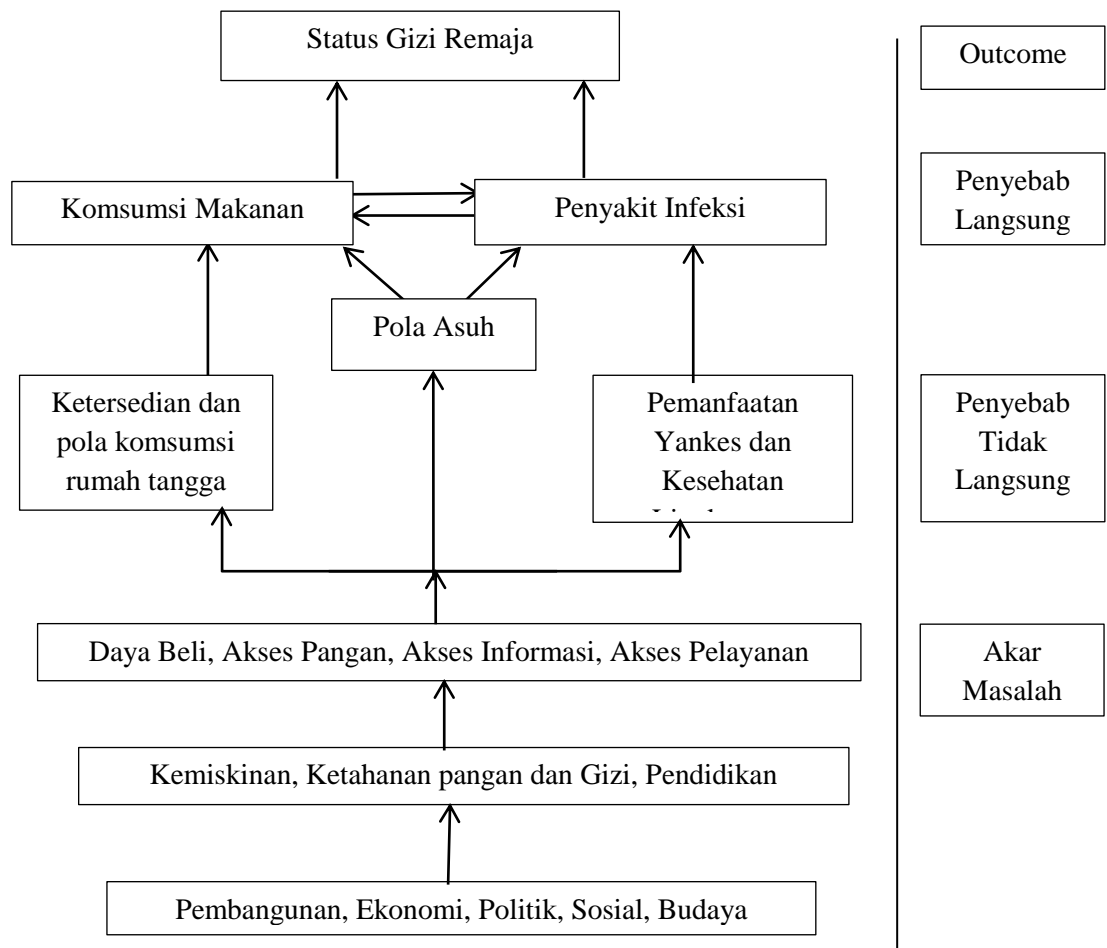 Status Gizi Remaja
Outcome
Komsumsi Makanan
Penyakit Infeksi
Penyebab
Langsung
Pola Asuh
Ketersedian dan
pola komsumsi
rumah tangga
Pemanfaatan
Yankes dan
Kesehatan
Penyebab
Tidak
Langsung
Daya Beli, Akses Pangan, Akses Informasi, Akses Pelayanan
Akar
Masalah
Kemiskinan, Ketahanan pangan dan Gizi, Pendidikan
Pembangunan, Ekonomi, Politik, Sosial, Budaya